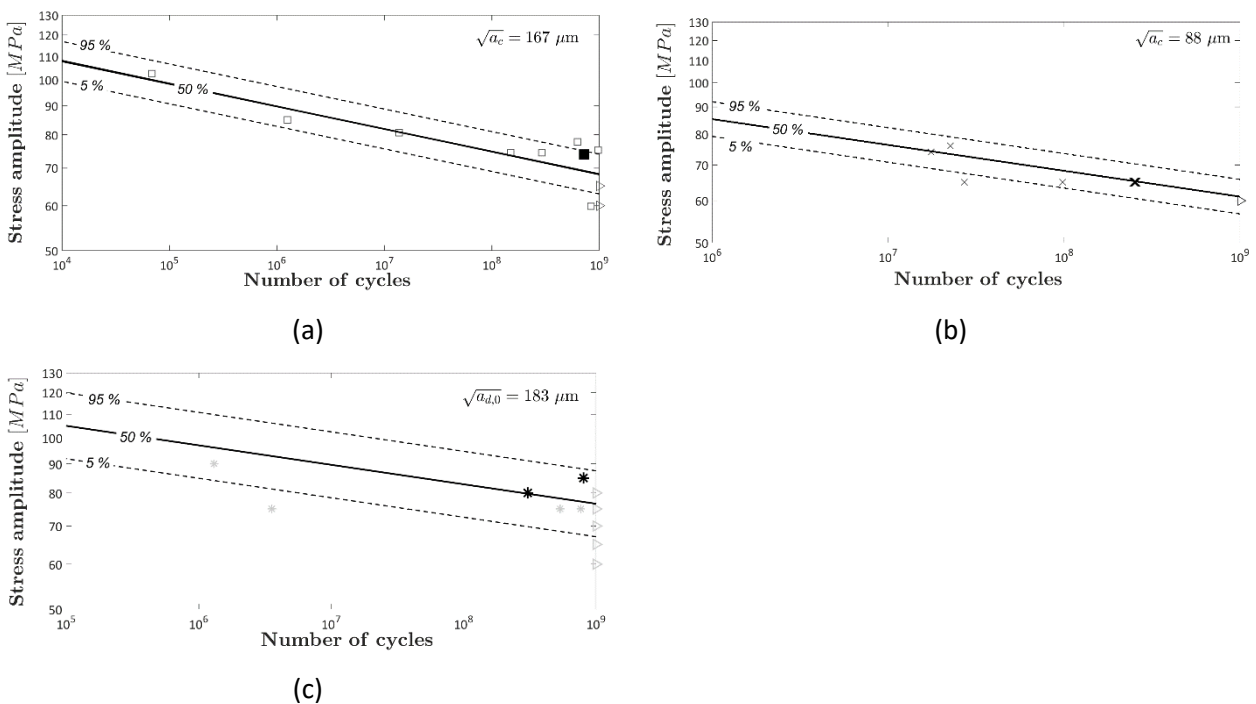 Stress amplitude [MPa]
130
120
110
100
90
80
70
60
50
95 %
50 %
5 %
√a_c = 167 μm
10^4 10^5 10^6 10^7 10^8 10^9
Number of cycles
(a)
Stress amplitude [MPa]
130
120
110
100
90
80
70
60
50
95 %
50 %
5 %
√a_c = 88 μm
10^6 10^7 10^8 10^9
Number of cycles
(b)
Stress amplitude [MPa]
130
120
110
100
90
80
70
60
50
95 %
50 %
5 %
√a_{d,0} = 183 μm
10^5 10^6 10^7 10^8 10^9
Number of cycles
(c)